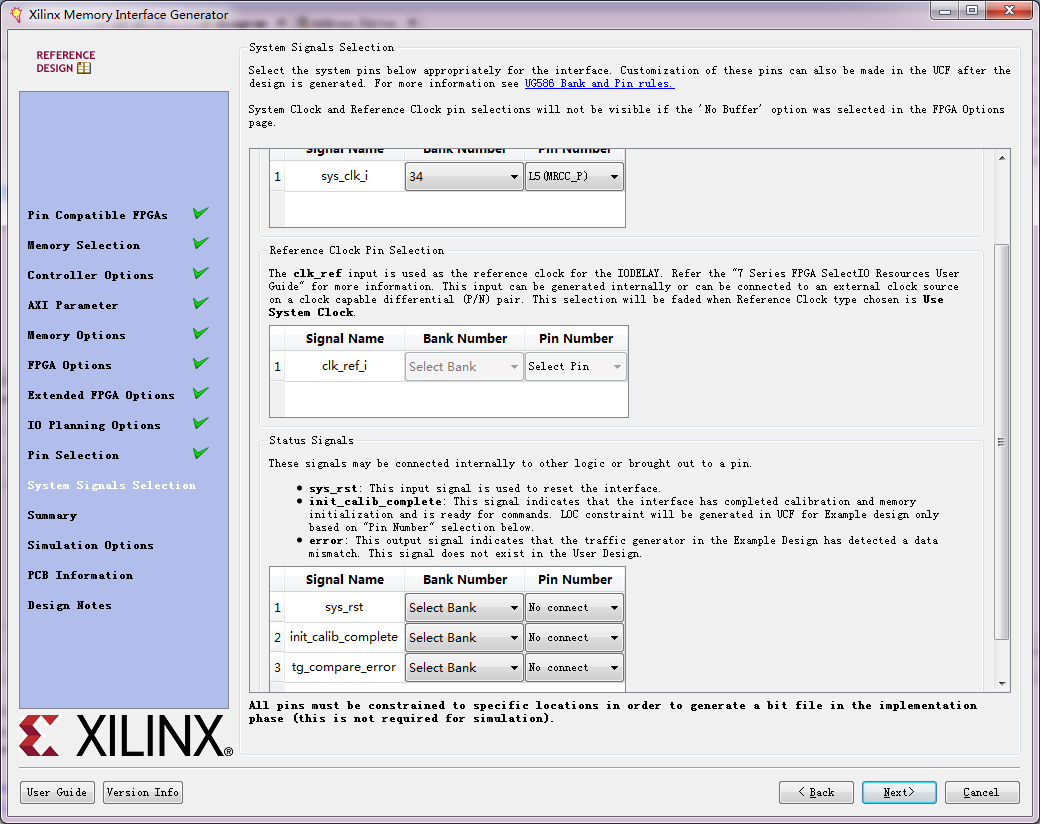 Xilinx Memory Interface Generator
REFERENCE
DESIGN
Pin Compatible FPGAs
Memory Selection
Controller Options
AXI Parameter
Memory Options
FPGA Options
Extended FPGA Options
IO Planning Options
Pin Selection
System Signals Selection
Summary
Simulation Options
PCB Information
Design Notes
XILINX®
System Signals Selection
Select the system pins below appropriately for the interface. Customization of these pins can also be made in the UCF after the
design is generated. For more information see UG586 Bank and Pin rules.
System Clock and Reference Clock pin selections will not be visible if the 'No Buffer' option was selected in the FPGA Options
page.
Signal Name Bank Number Pin Number
1 sys_clk_i 34 L5(MRCC_P)
Reference Clock Pin Selection
The clk_ref input is used as the reference clock for the IODELAY. Refer the "7 Series FPGA SelectIO Resources User
Guide" for more information. This input can be generated internally or can be connected to an external clock source
on a clock capable differential (P/N) pair. This selection will be faded when Reference Clock type chosen is Use
System Clock.
Signal Name Bank Number Pin Number
1 clk_ref_i Select Bank Select Pin
Status Signals
These signals may be connected internally to other logic or brought out to a pin.
• sys_rst: This input signal is used to reset the interface.
• init_calib_complete: This signal indicates that the interface has completed calibration and memory
initialization and is ready for commands. LOC constraint will be generated in UCF for Example design only
based on "Pin Number" selection below.
• error: This output signal indicates that the traffic generator in the Example Design has detected a data
mismatch. This signal does not exist in the User Design.
Signal Name Bank Number Pin Number
1 sys_rst Select Bank No connect
2 init_calib_complete Select Bank No connect
3 tg_compare_error Select Bank No connect
All pins must be constrained to specific locations in order to generate a bit file in the implementation
phase (this is not required for simulation).
User Guide Version Info < Back Next> Cancel